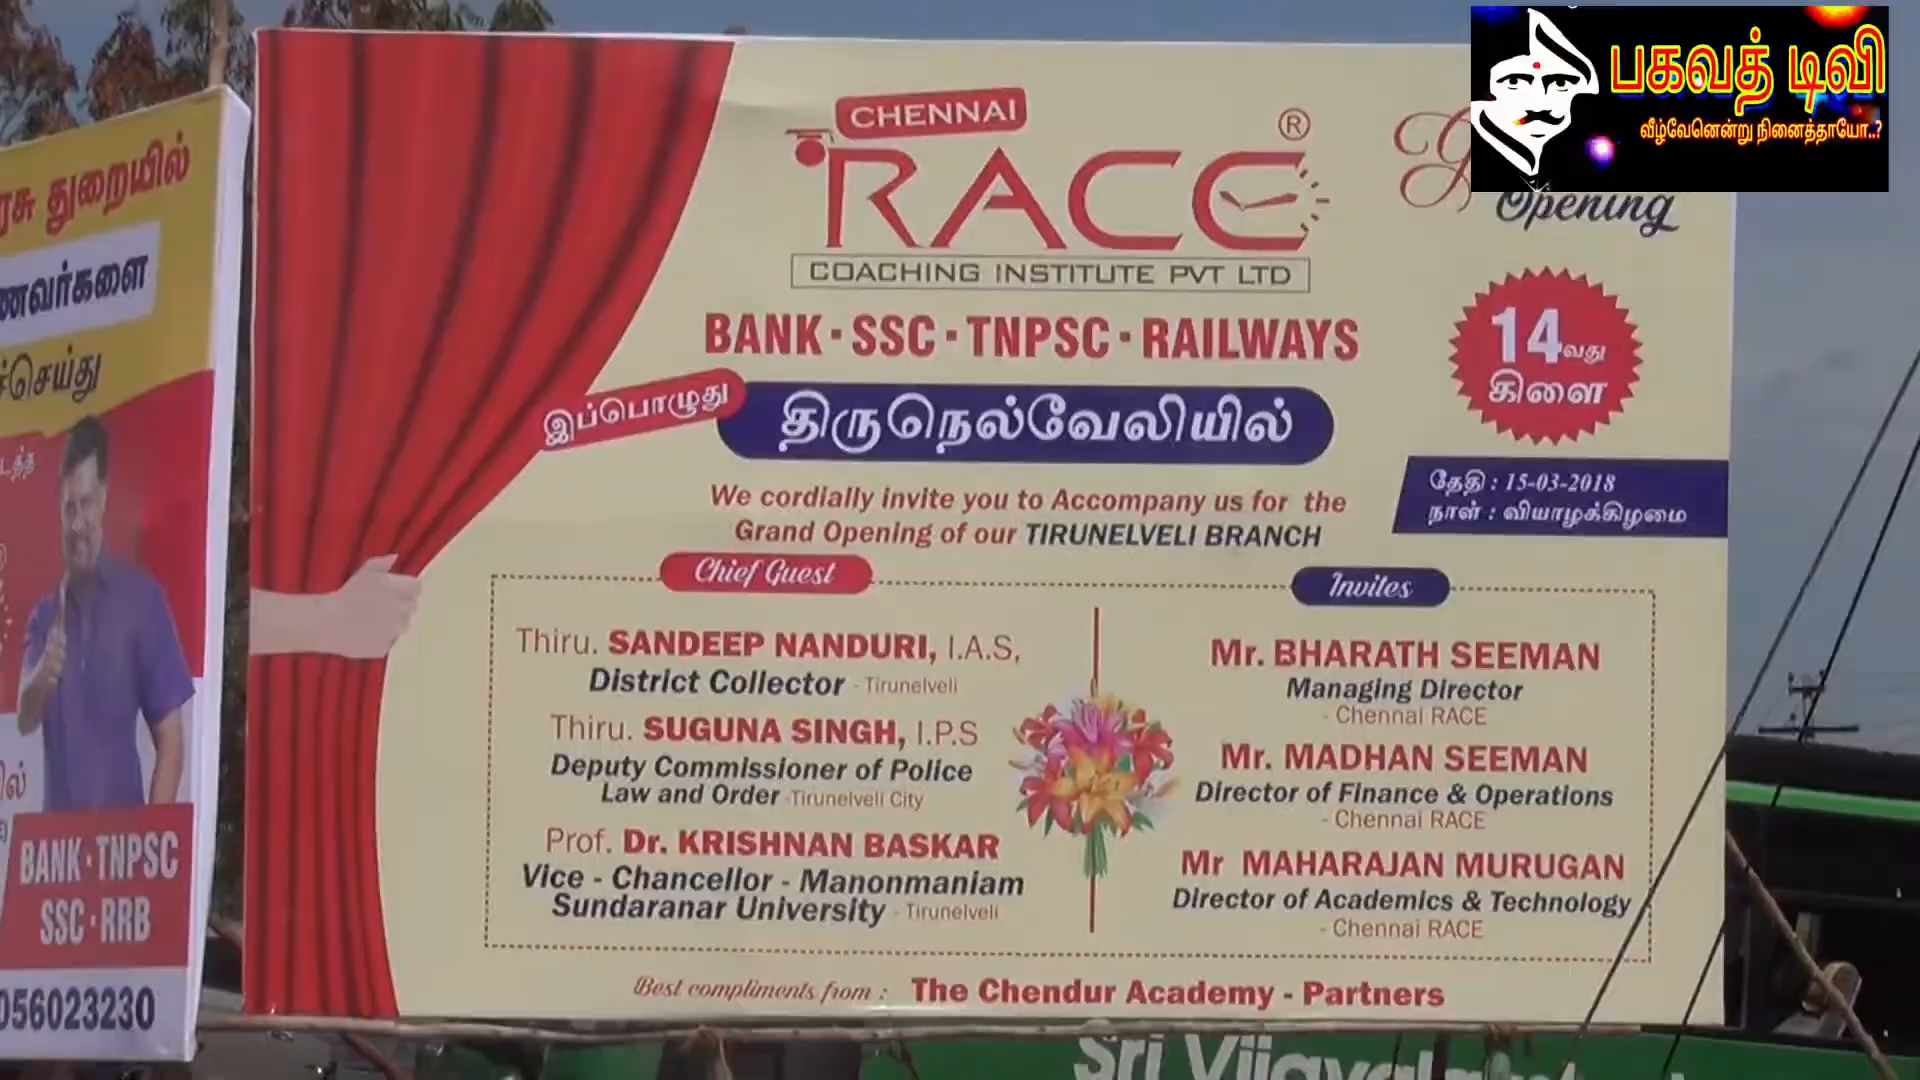 பகவத் டிவி
வீழ்வேனென்று நினைத்தாயோ..?
துறையில்
ணவர்களை
ச்செய்து
டத்த
யில்
BANK · TNPSC
SSC · RRB
056023230
CHENNAI
RACE ®
COACHING INSTITUTE PVT LTD
Opening
BANK · SSC · TNPSC · RAILWAYS
14வது
கிளை
இப்பொழுது
திருநெல்வேலியில்
தேதி : 15-03-2018
நாள் : வியாழக்கிழமை
We cordially invite you to Accompany us for the
Grand Opening of our TIRUNELVELI BRANCH
Chief Guest
Thiru. SANDEEP NANDURI, I.A.S,
District Collector - Tirunelveli
Thiru. SUGUNA SINGH, I.P.S
Deputy Commissioner of Police
Law and Order - Tirunelveli City
Prof. Dr. KRISHNAN BASKAR
Vice - Chancellor - Manonmaniam
Sundaranar University - Tirunelveli
Invites
Mr. BHARATH SEEMAN
Managing Director
- Chennai RACE
Mr. MADHAN SEEMAN
Director of Finance & Operations
- Chennai RACE
Mr MAHARAJAN MURUGAN
Director of Academics & Technology
- Chennai RACE
Best compliments from : The Chendur Academy - Partners
Sri